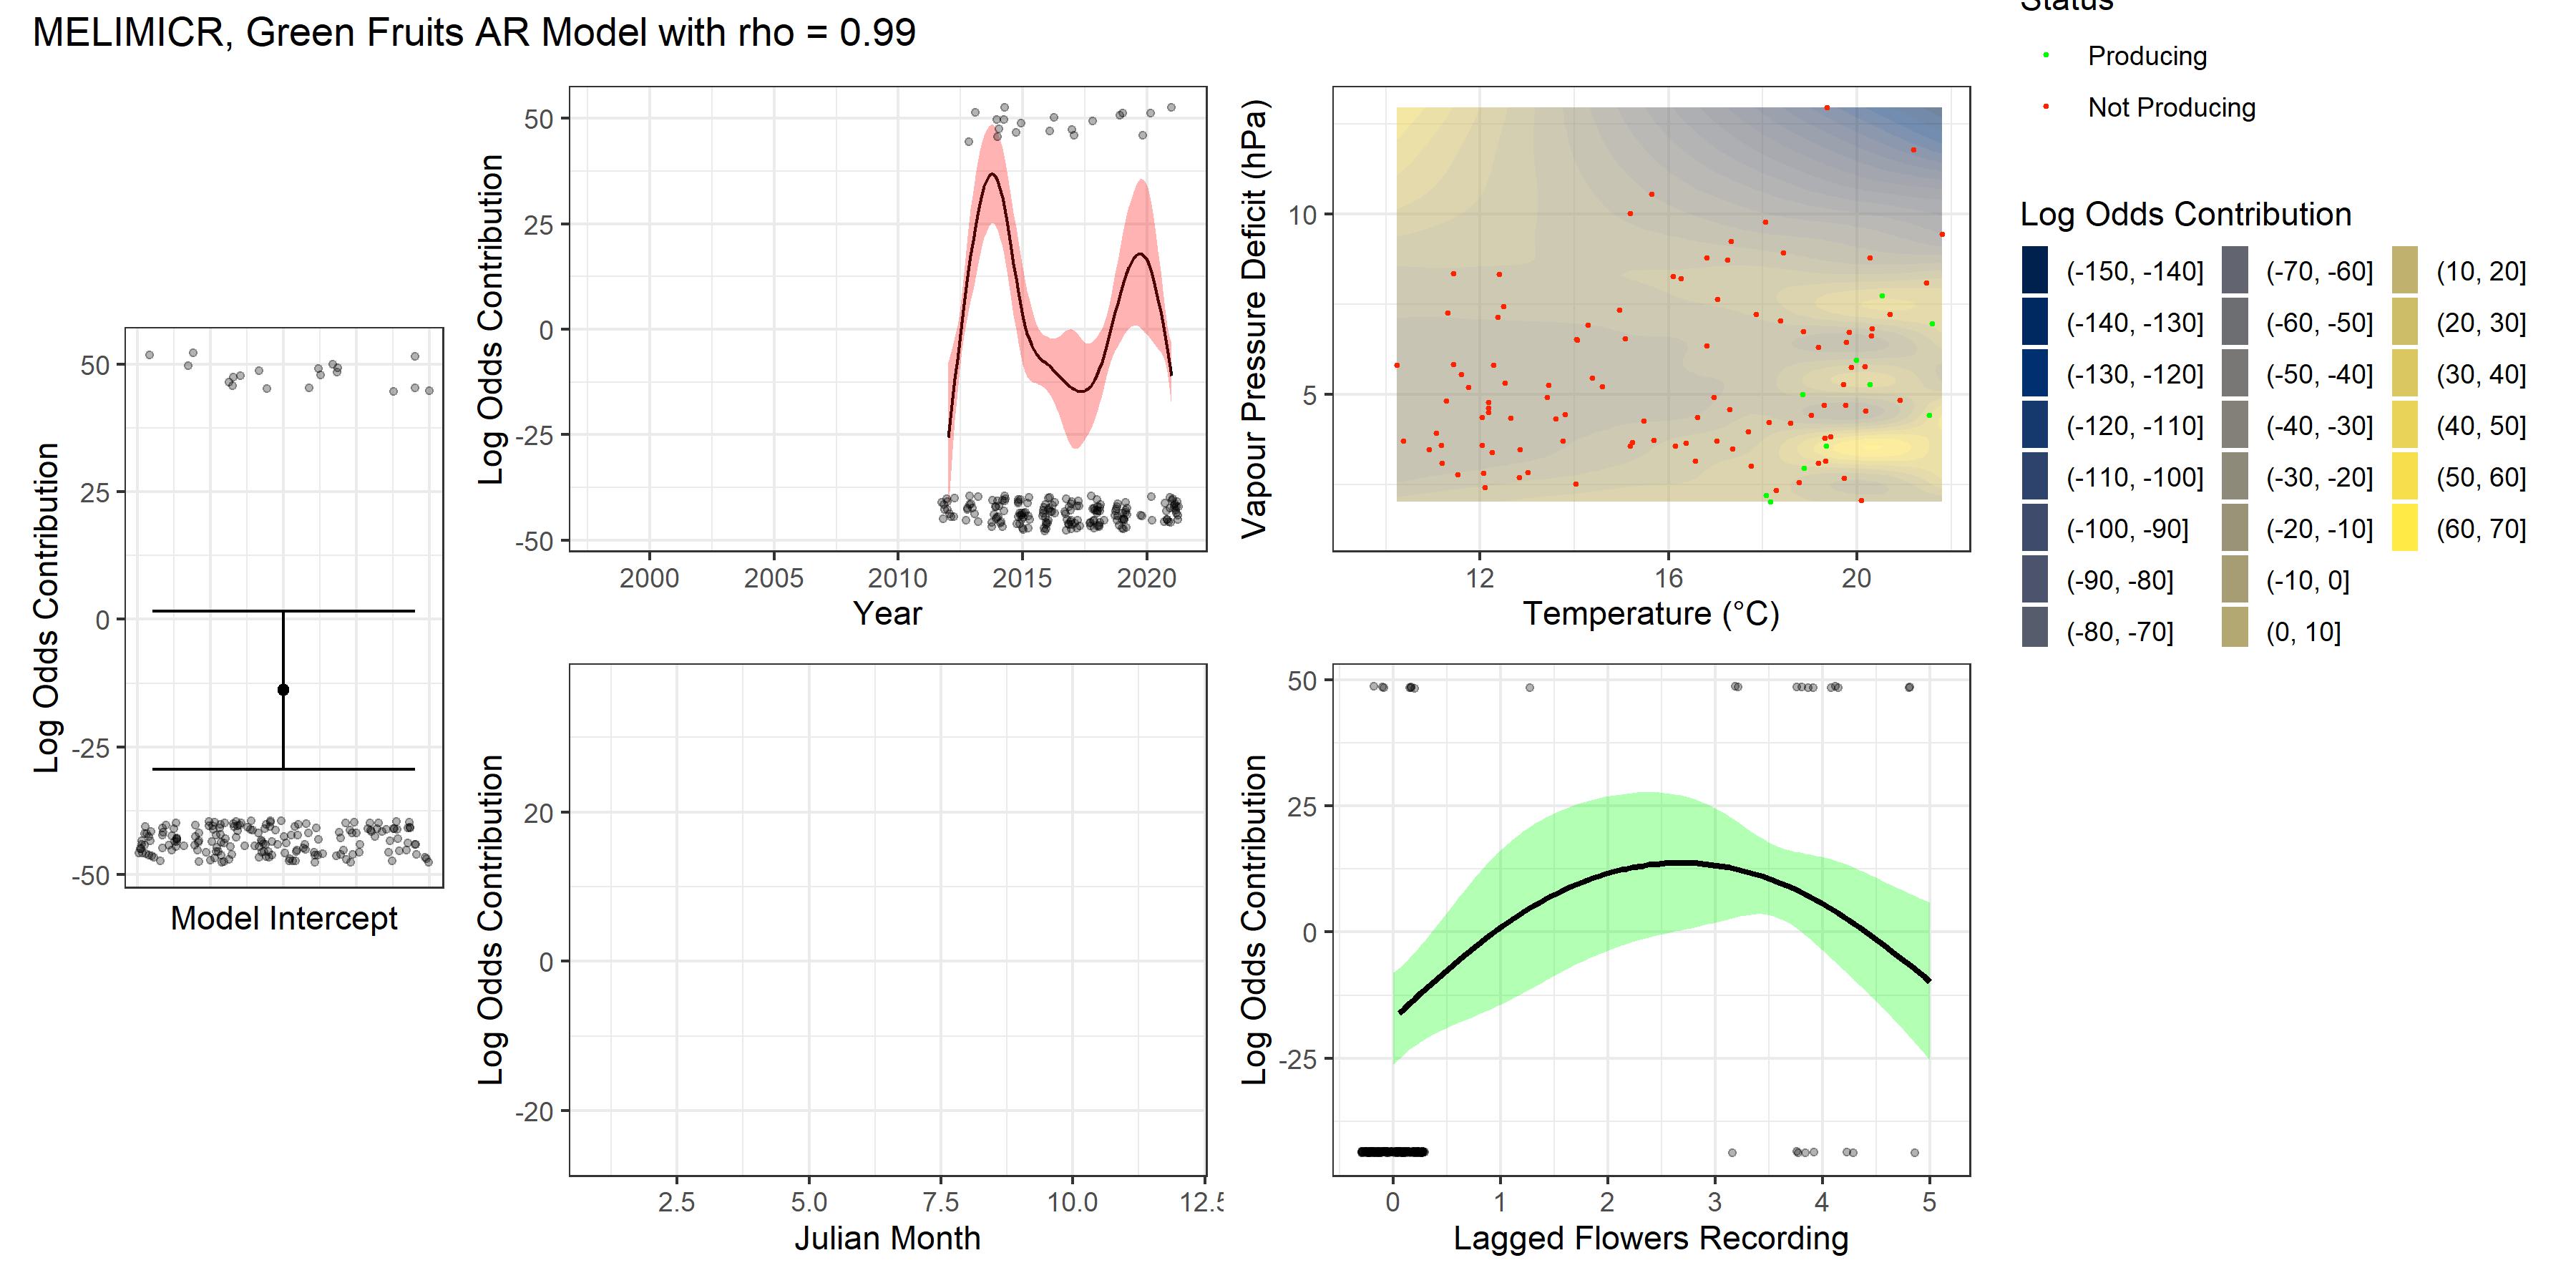 MELIMICR, Green Fruits AR Model with rho = 0.99
Log Odds Contribution
50
25
0
-25
-50
Model Intercept
Log Odds Contribution
50
25
0
-25
-50
2000 2005 2010 2015 2020
Year
Vapour Pressure Deficit (hPa)
10
5
12 16 20
Temperature (°C)
Log Odds Contribution
20
0
-20
2.5 5.0 7.5 10.0 12.5
Julian Month
Log Odds Contribution
50
25
0
-25
0 1 2 3 4 5
Lagged Flowers Recording
Status
Producing
Not Producing
Log Odds Contribution
(-150, -140] (-70, -60] (10, 20]
(-140, -130] (-60, -50] (20, 30]
(-130, -120] (-50, -40] (30, 40]
(-120, -110] (-40, -30] (40, 50]
(-110, -100] (-30, -20] (50, 60]
(-100, -90] (-20, -10] (60, 70]
(-90, -80] (-10, 0]
(-80, -70] (0, 10]